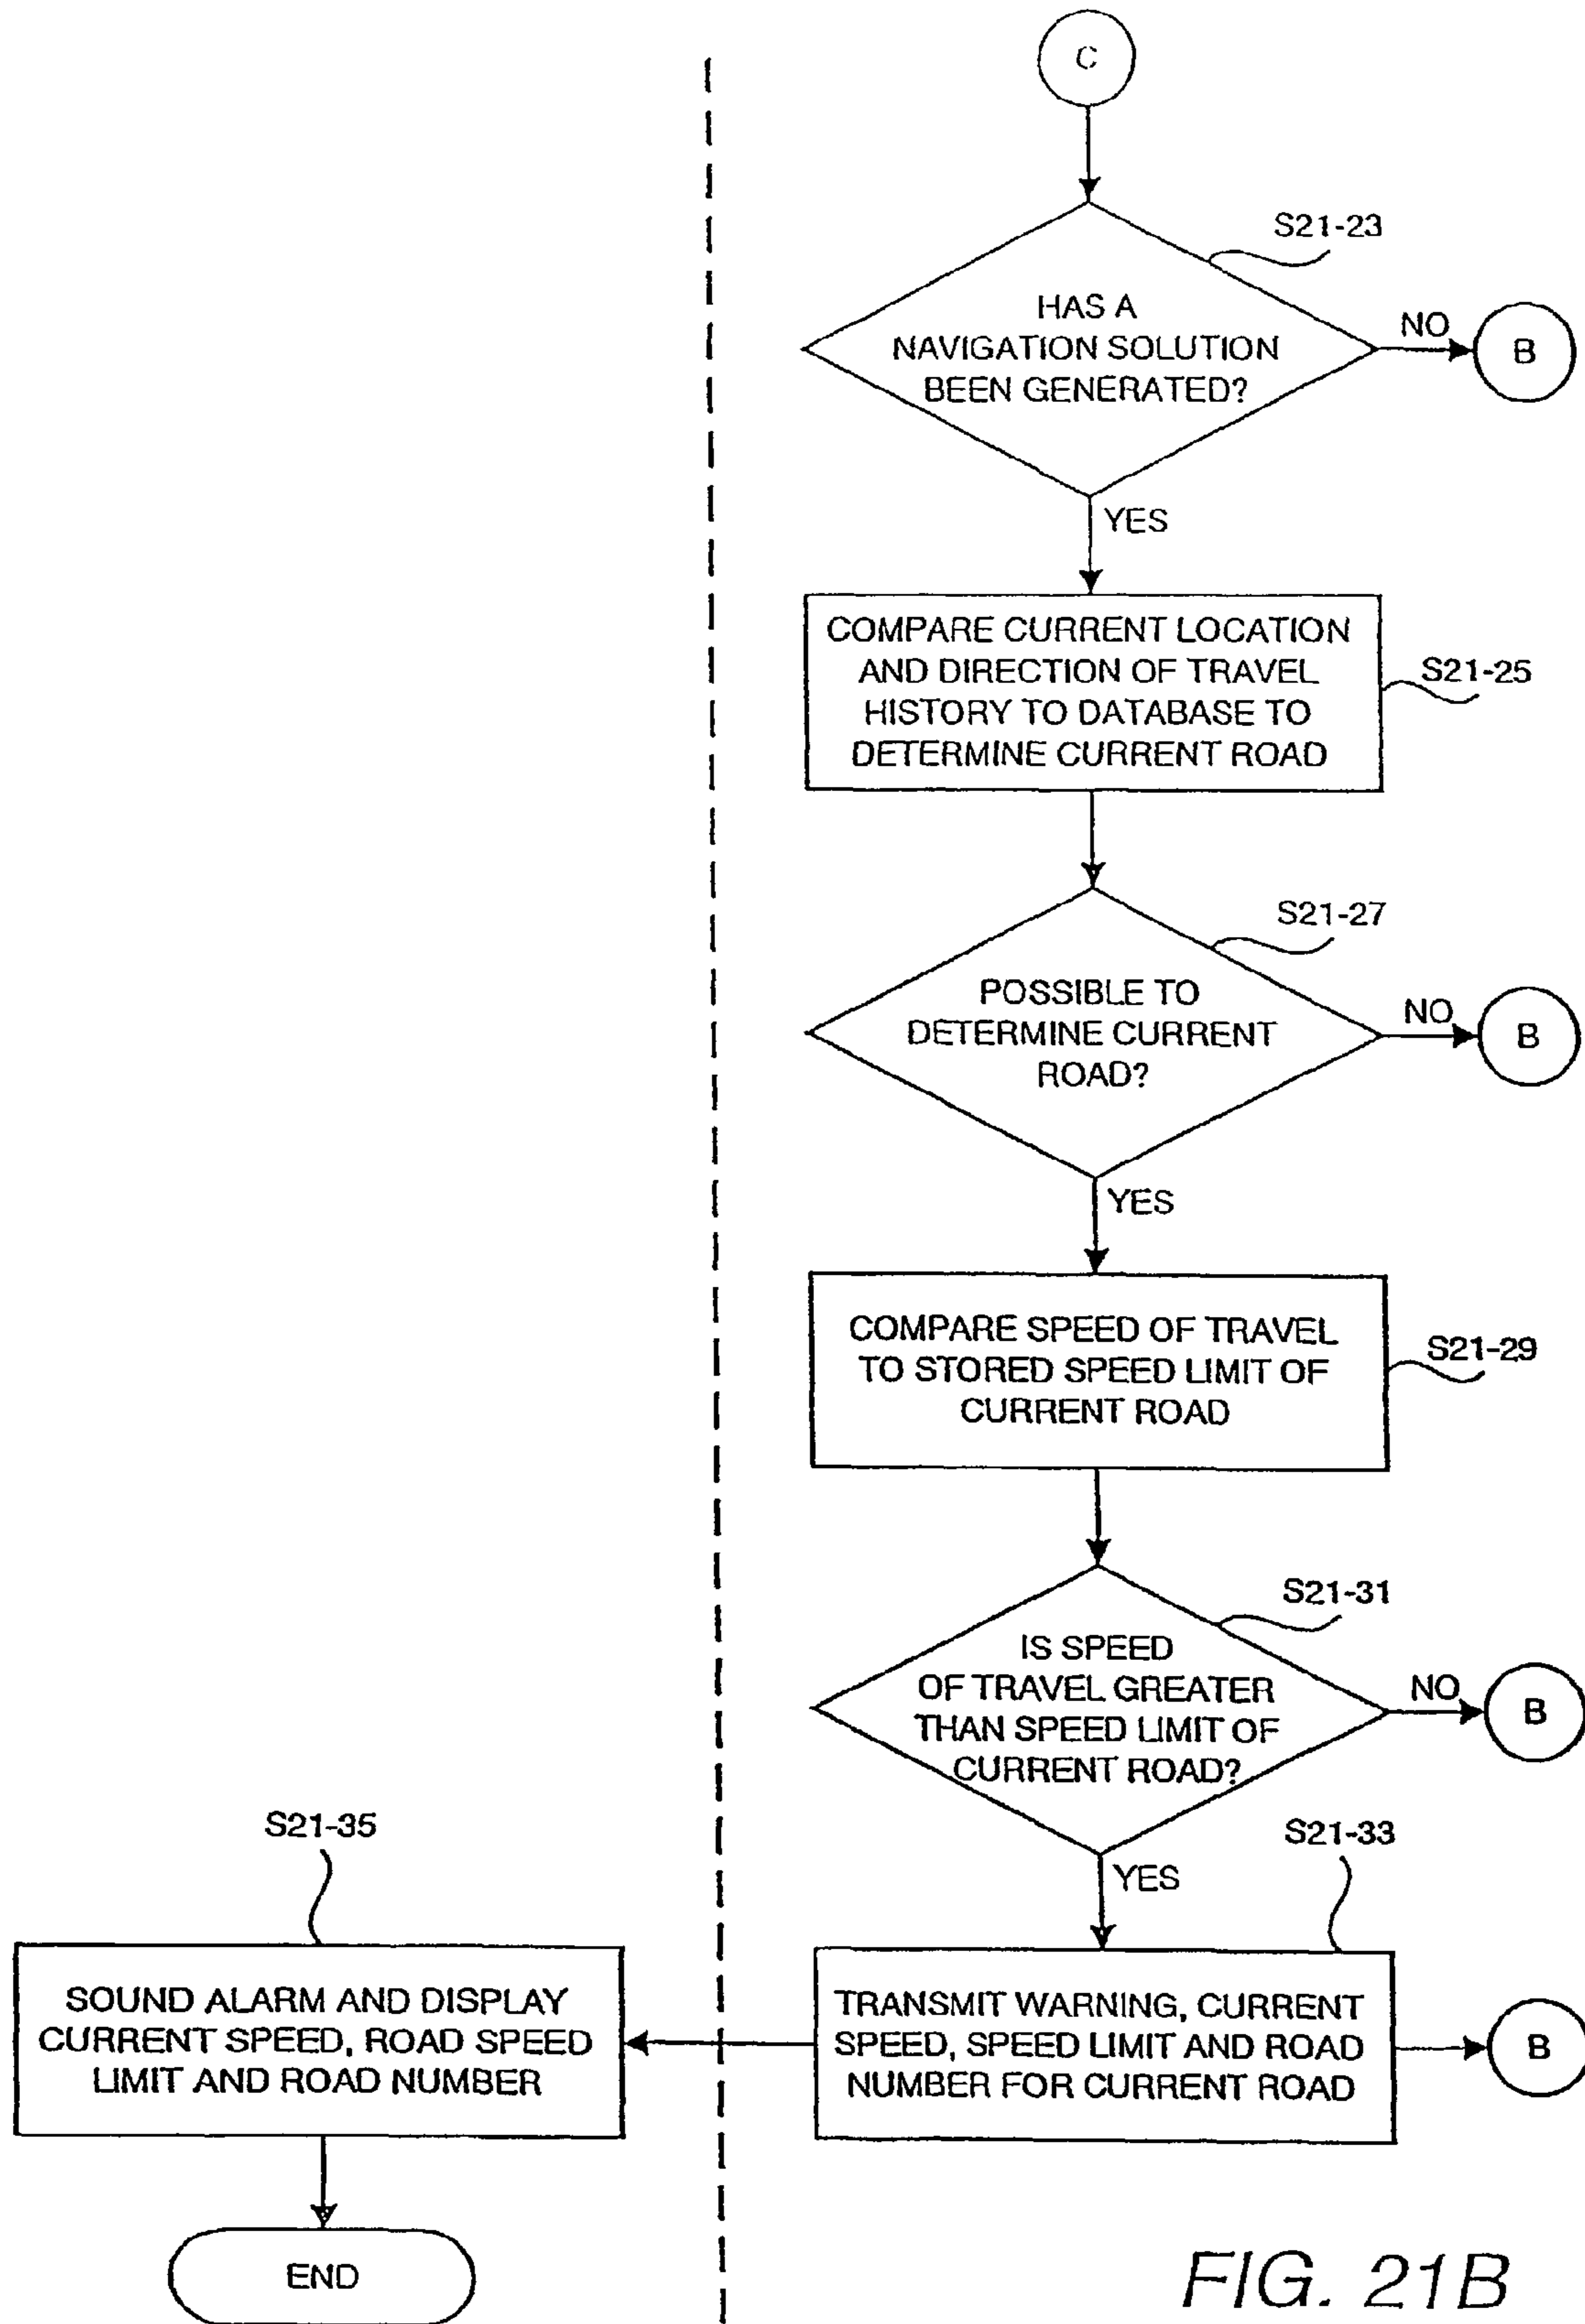 C
S21-23
HAS A
NAVIGATION SOLUTION
BEEN GENERATED?
NO
B
YES
COMPARE CURRENT LOCATION
AND DIRECTION OF TRAVEL
HISTORY TO DATABASE TO
DETERMINE CURRENT ROAD
S21-25
S21-27
POSSIBLE TO
DETERMINE CURRENT
ROAD?
NO
B
YES
COMPARE SPEED OF TRAVEL
TO STORED SPEED LIMIT OF
CURRENT ROAD
S21-29
S21-31
IS SPEED
OF TRAVEL GREATER
THAN SPEED LIMIT OF
CURRENT ROAD?
NO
B
YES
S21-33
TRANSMIT WARNING, CURRENT
SPEED, SPEED LIMIT AND ROAD
NUMBER FOR CURRENT ROAD
B
S21-35
SOUND ALARM AND DISPLAY
CURRENT SPEED, ROAD SPEED
LIMIT AND ROAD NUMBER
END
FIG. 21B